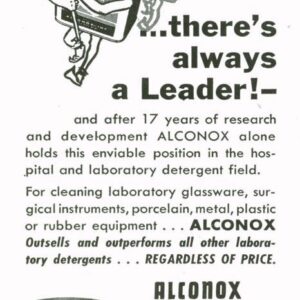 ...there's
always
a Leader!—
and after 17 years of research
and development ALCONOX alone
holds this enviable position in the hos-
pital and laboratory detergent field.
For cleaning laboratory glassware, sur-
gical instruments, porcelain, metal, plastic
or rubber equipment . . . ALCONOX
Outsells and outperforms all other labora-
tory detergents . . . REGARDLESS OF PRICE.
ALCONOX